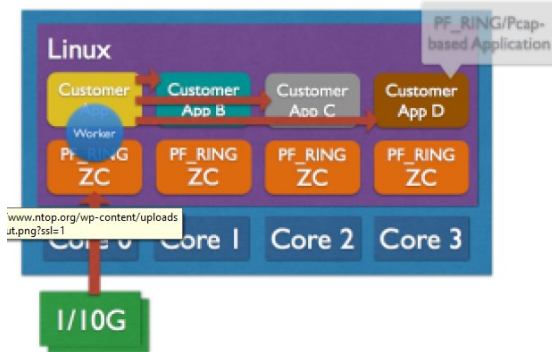 PF_RING/Pcap-
based Application
Linux
Customer
Customer
App B
Customer
App C
Customer
App D
Worker
PF_RING
ZC
PF_RING
ZC
PF_RING
ZC
PF_RING
ZC
www.ntop.org/wp-content/uploads
ut.png?ssl=1
Core 0
Core 1
Core 2
Core 3
1/10G